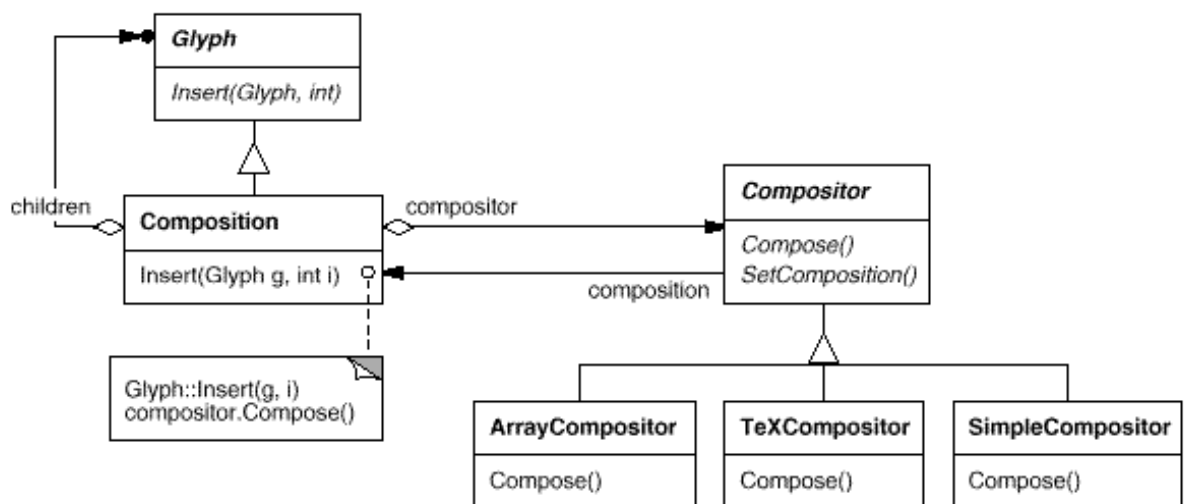 Glyph
Insert(Glyph, int)
children
Composition
Insert(Glyph g, int i)
compositor
composition
Compositor
Compose()
SetComposition()
Glyph::Insert(g, i)
compositor.Compose()
ArrayCompositor
Compose()
TeXCompositor
Compose()
SimpleCompositor
Compose()